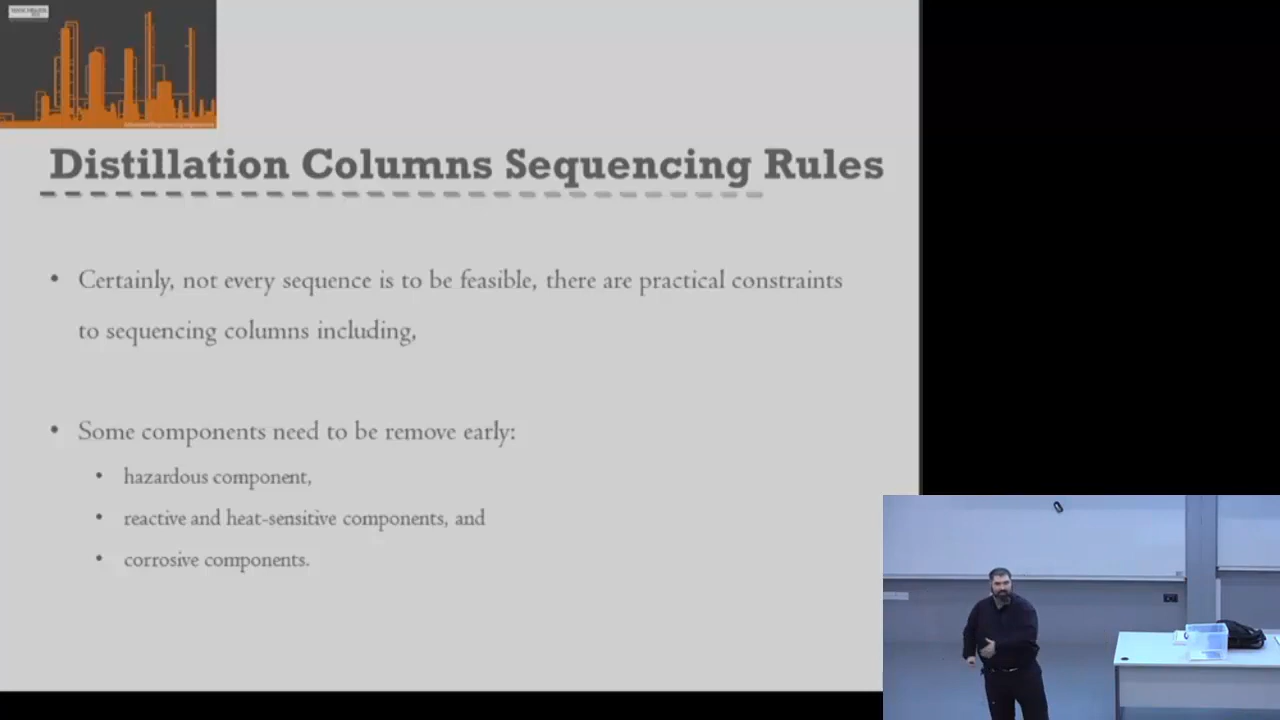 Distillation Columns Sequencing Rules
• Certainly, not every sequence is to be feasible, there are practical constraints
to sequencing columns including,
• Some components need to be remove early:
• hazardous component,
• reactive and heat-sensitive components, and
• corrosive components.